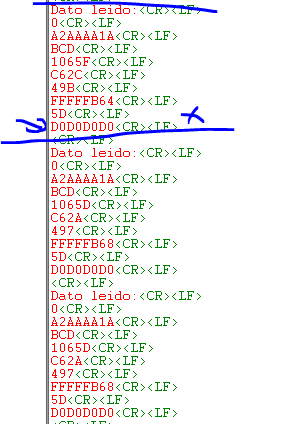 Dato leido:<CR><LF>
0<CR><LF>
A2AAAA1A<CR><LF>
BCD<CR><LF>
1065F<CR><LF>
C62C<CR><LF>
49B<CR><LF>
FFFFFB64<CR><LF>
5D<CR><LF>
D0D0D0D0<CR><LF>
<CR><LF>
Dato leido:<CR><LF>
0<CR><LF>
A2AAAA1A<CR><LF>
BCD<CR><LF>
1065D<CR><LF>
C62A<CR><LF>
497<CR><LF>
FFFFFB68<CR><LF>
5D<CR><LF>
D0D0D0D0<CR><LF>
<CR><LF>
Dato leido:<CR><LF>
0<CR><LF>
A2AAAA1A<CR><LF>
BCD<CR><LF>
1065D<CR><LF>
C62A<CR><LF>
497<CR><LF>
FFFFFB68<CR><LF>
5D<CR><LF>
D0D0D0D0<CR><LF>
<CR><LF>